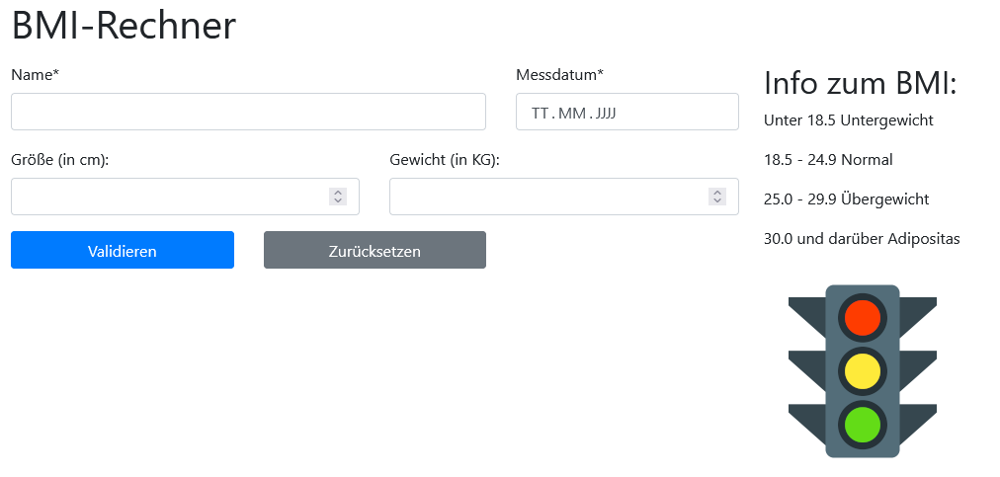 BMI-Rechner
Name*
Messdatum*
TT.MM.JJJJ
Größe (in cm):
Gewicht (in KG):
Validieren
Zurücksetzen
Info zum BMI:
Unter 18.5 Untergewicht
18.5 - 24.9 Normal
25.0 - 29.9 Übergewicht
30.0 und darüber Adipositas